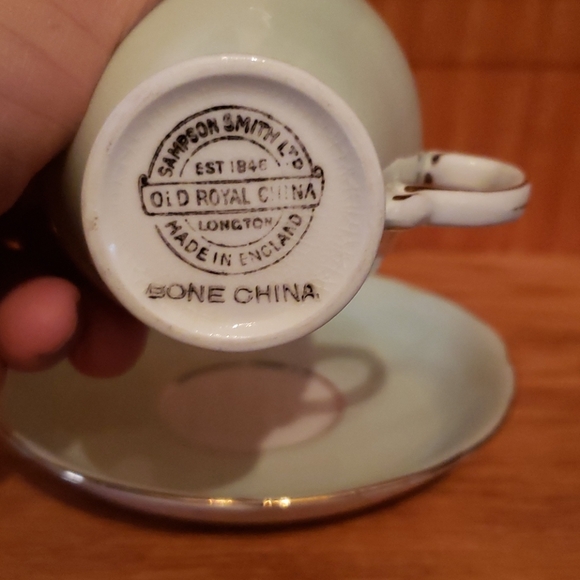 SAMPSON SMITH LTD
EST 1846
OLD ROYAL CHINA
LONGTON
MADE IN ENGLAND
BONE CHINA